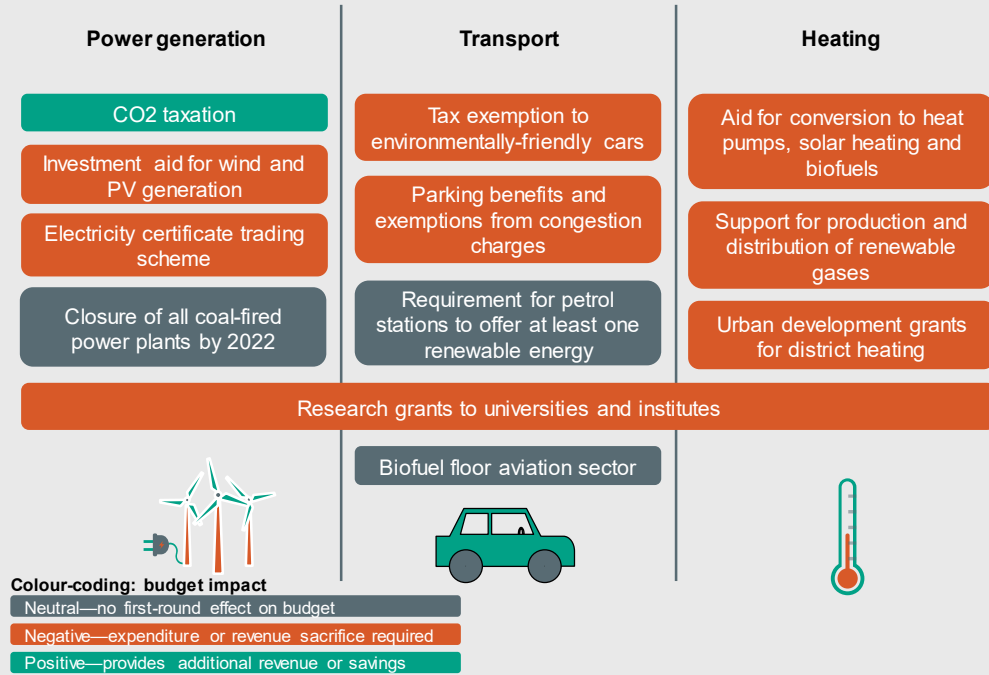 Power generation
CO2 taxation
Investment aid for wind and
PV generation
Electricity certificate trading
scheme
Closure of all coal-fired
power plants by 2022
Transport
Tax exemption to
environmentally-friendly cars
Parking benefits and
exemptions from congestion
charges
Requirement for petrol
stations to offer at least one
renewable energy
Heating
Aid for conversion to heat
pumps, solar heating and
biofuels
Support for production and
distribution of renewable
gases
Urban development grants
for district heating
Research grants to universities and institutes
Biofuel floor aviation sector
Colour-coding: budget impact
Neutral—no first-round effect on budget
Negative—expenditure or revenue sacrifice required
Positive—provides additional revenue or savings